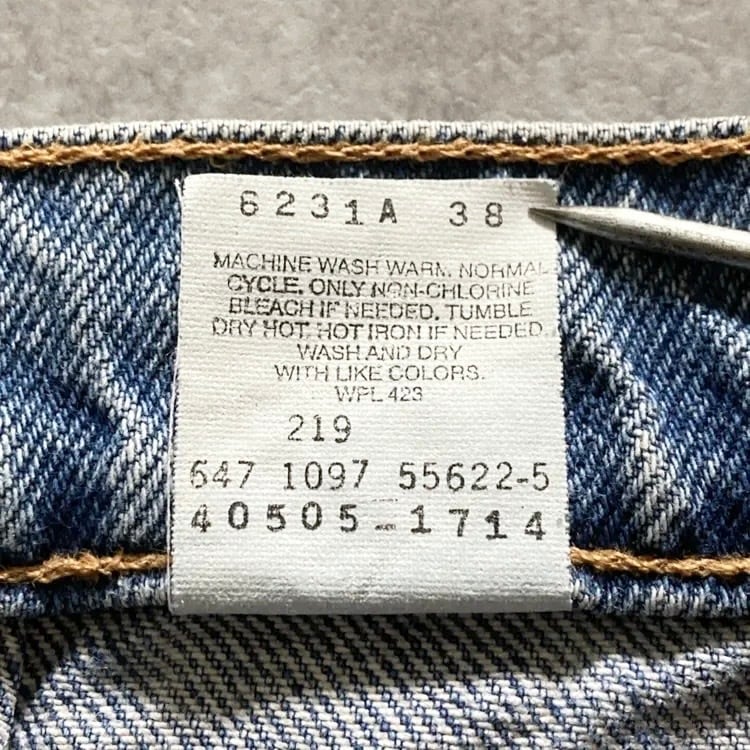 6231A 38
MACHINE WASH WARM. NORMAL
CYCLE. ONLY NON-CHLORINE
BLEACH IF NEEDED. TUMBLE
DRY HOT. HOT IRON IF NEEDED.
WASH AND DRY
WITH LIKE COLORS.
WPL 423
219
647 1097 55622-5
40505-1714